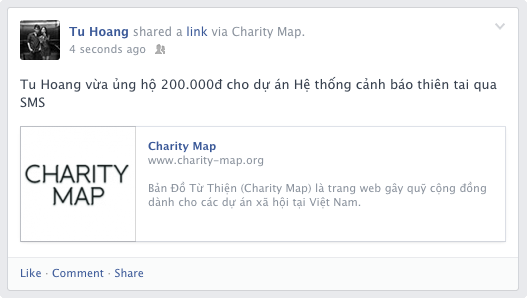 Tu Hoang shared a link via Charity Map.
4 seconds ago
Tu Hoang vừa ủng hộ 200.000đ cho dự án Hệ thống cảnh báo thiên tai qua
SMS
CHARITY
MAP
Charity Map
www.charity-map.org
Bản Đồ Từ Thiện (Charity Map) là trang web gây quỹ cộng đồng
dành cho các dự án xã hội tại Việt Nam.
Like · Comment · Share